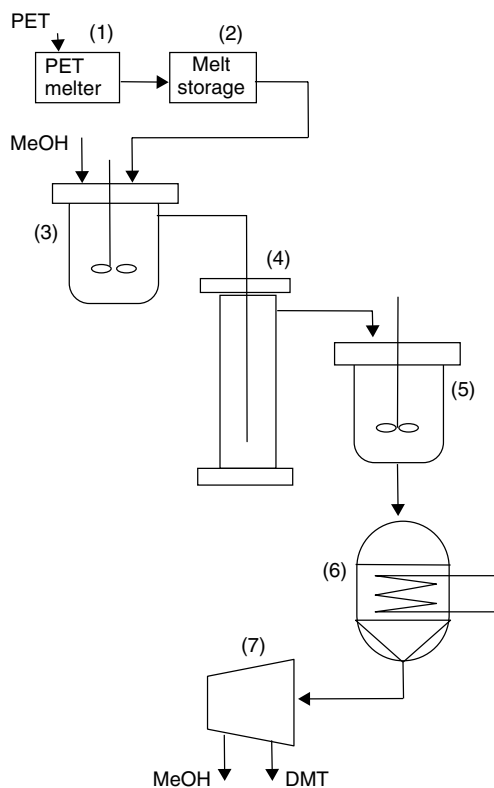 PET
(1)
(2)
PET
melter
Melt
storage
MeOH
(3)
(4)
(5)
(6)
(7)
MeOH
DMT